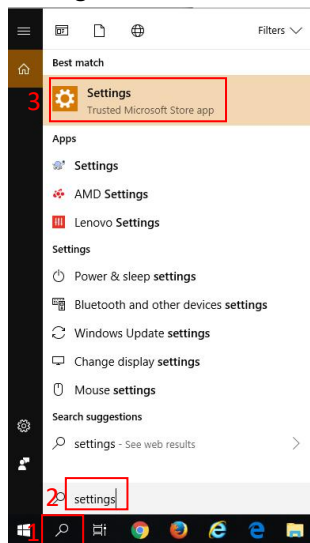 Filters
Best match
3
Settings
Trusted Microsoft Store app
Apps
Settings
AMD Settings
Lenovo Settings
Settings
Power & sleep settings
Bluetooth and other devices settings
Windows Update settings
Change display settings
Mouse settings
Search suggestions
settings - See web results
2
settings
1